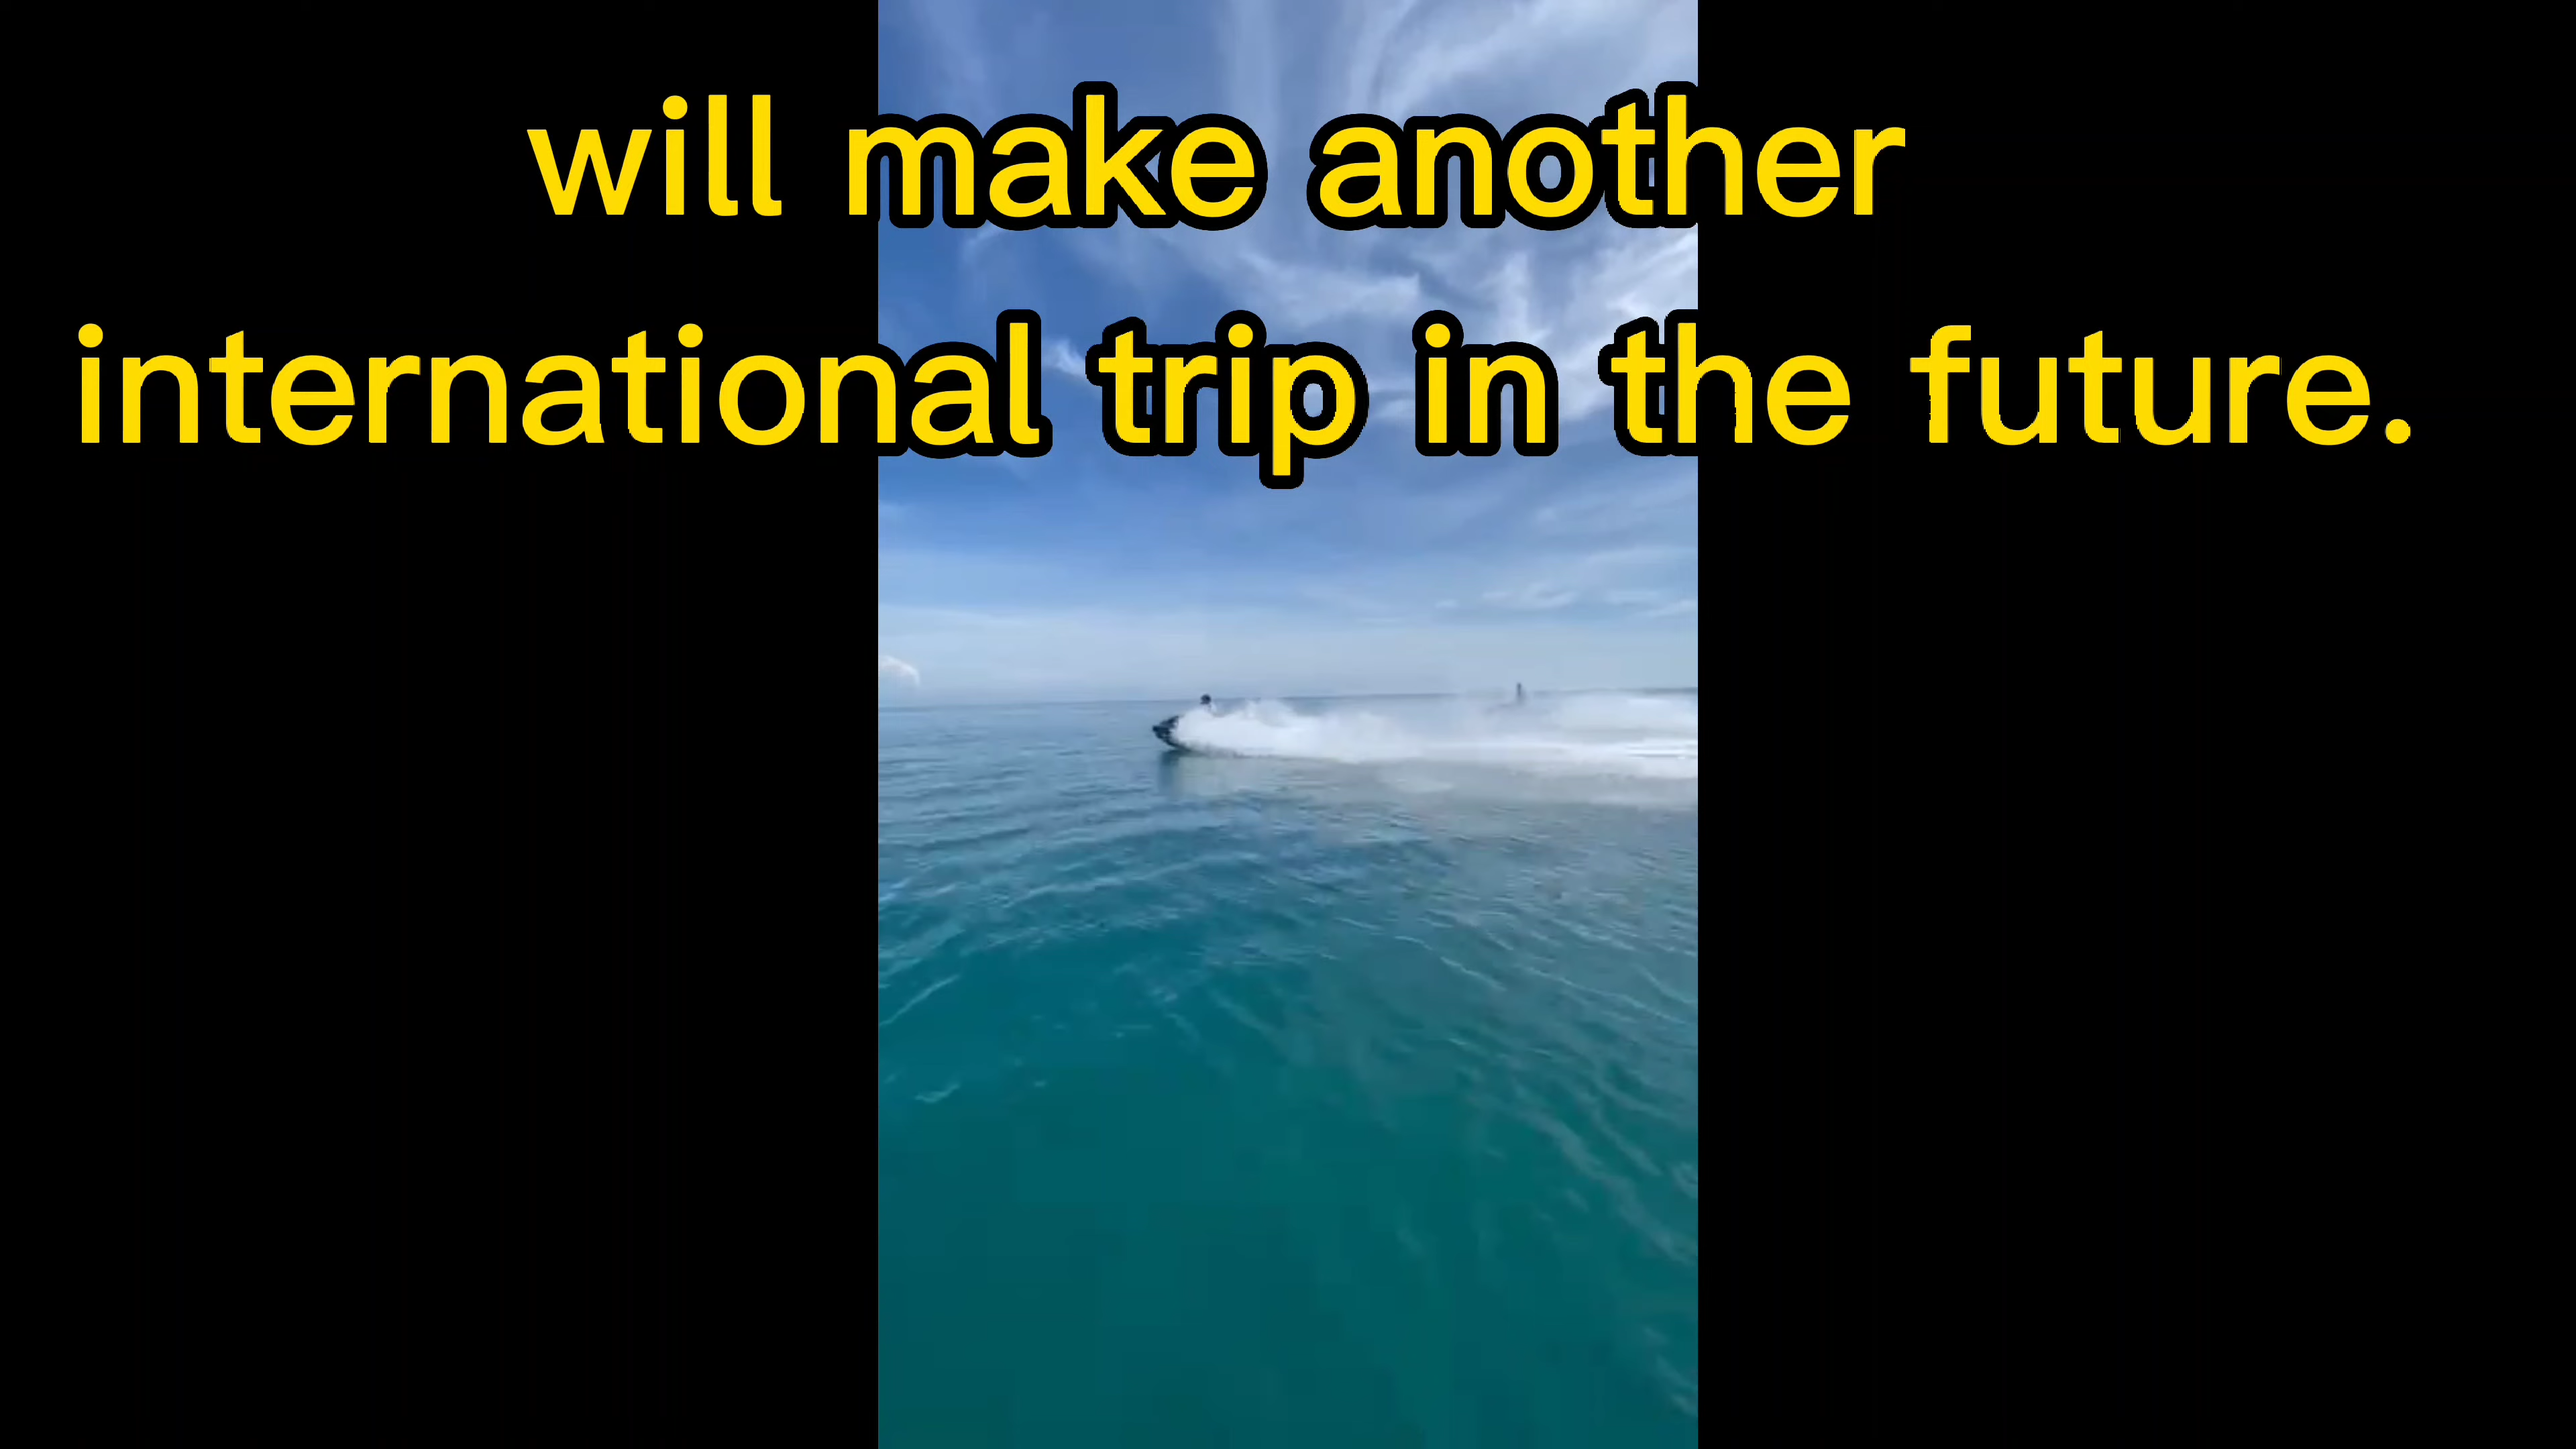 will make another
international trip in the future.